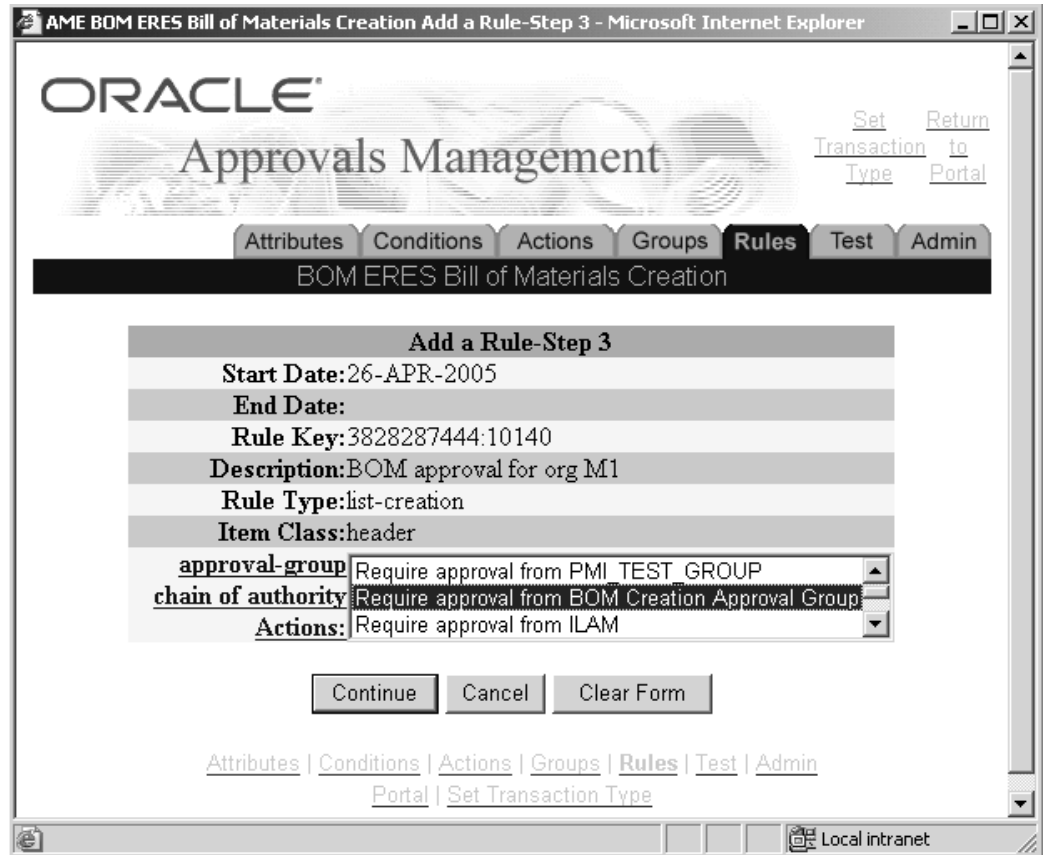 AME BOM ERES Bill of Materials Creation Add a Rule-Step 3 - Microsoft Internet Explorer
ORACLE
Approvals Management
Set Transaction Type
Return to Portal
Attributes Conditions Actions Groups Rules Test Admin
BOM ERES Bill of Materials Creation
Add a Rule-Step 3
Start Date:26-APR-2005
End Date:
Rule Key:3828287444:10140
Description:BOM approval for org M1
Rule Type:list-creation
Item Class:header
approval-group chain of authority Actions:
Require approval from PMI_TEST_GROUP
Require approval from BOM Creation Approval Group
Require approval from ILAM
Continue Cancel Clear Form
Attributes | Conditions | Actions | Groups | Rules | Test | Admin
Portal | Set Transaction Type
Local intranet